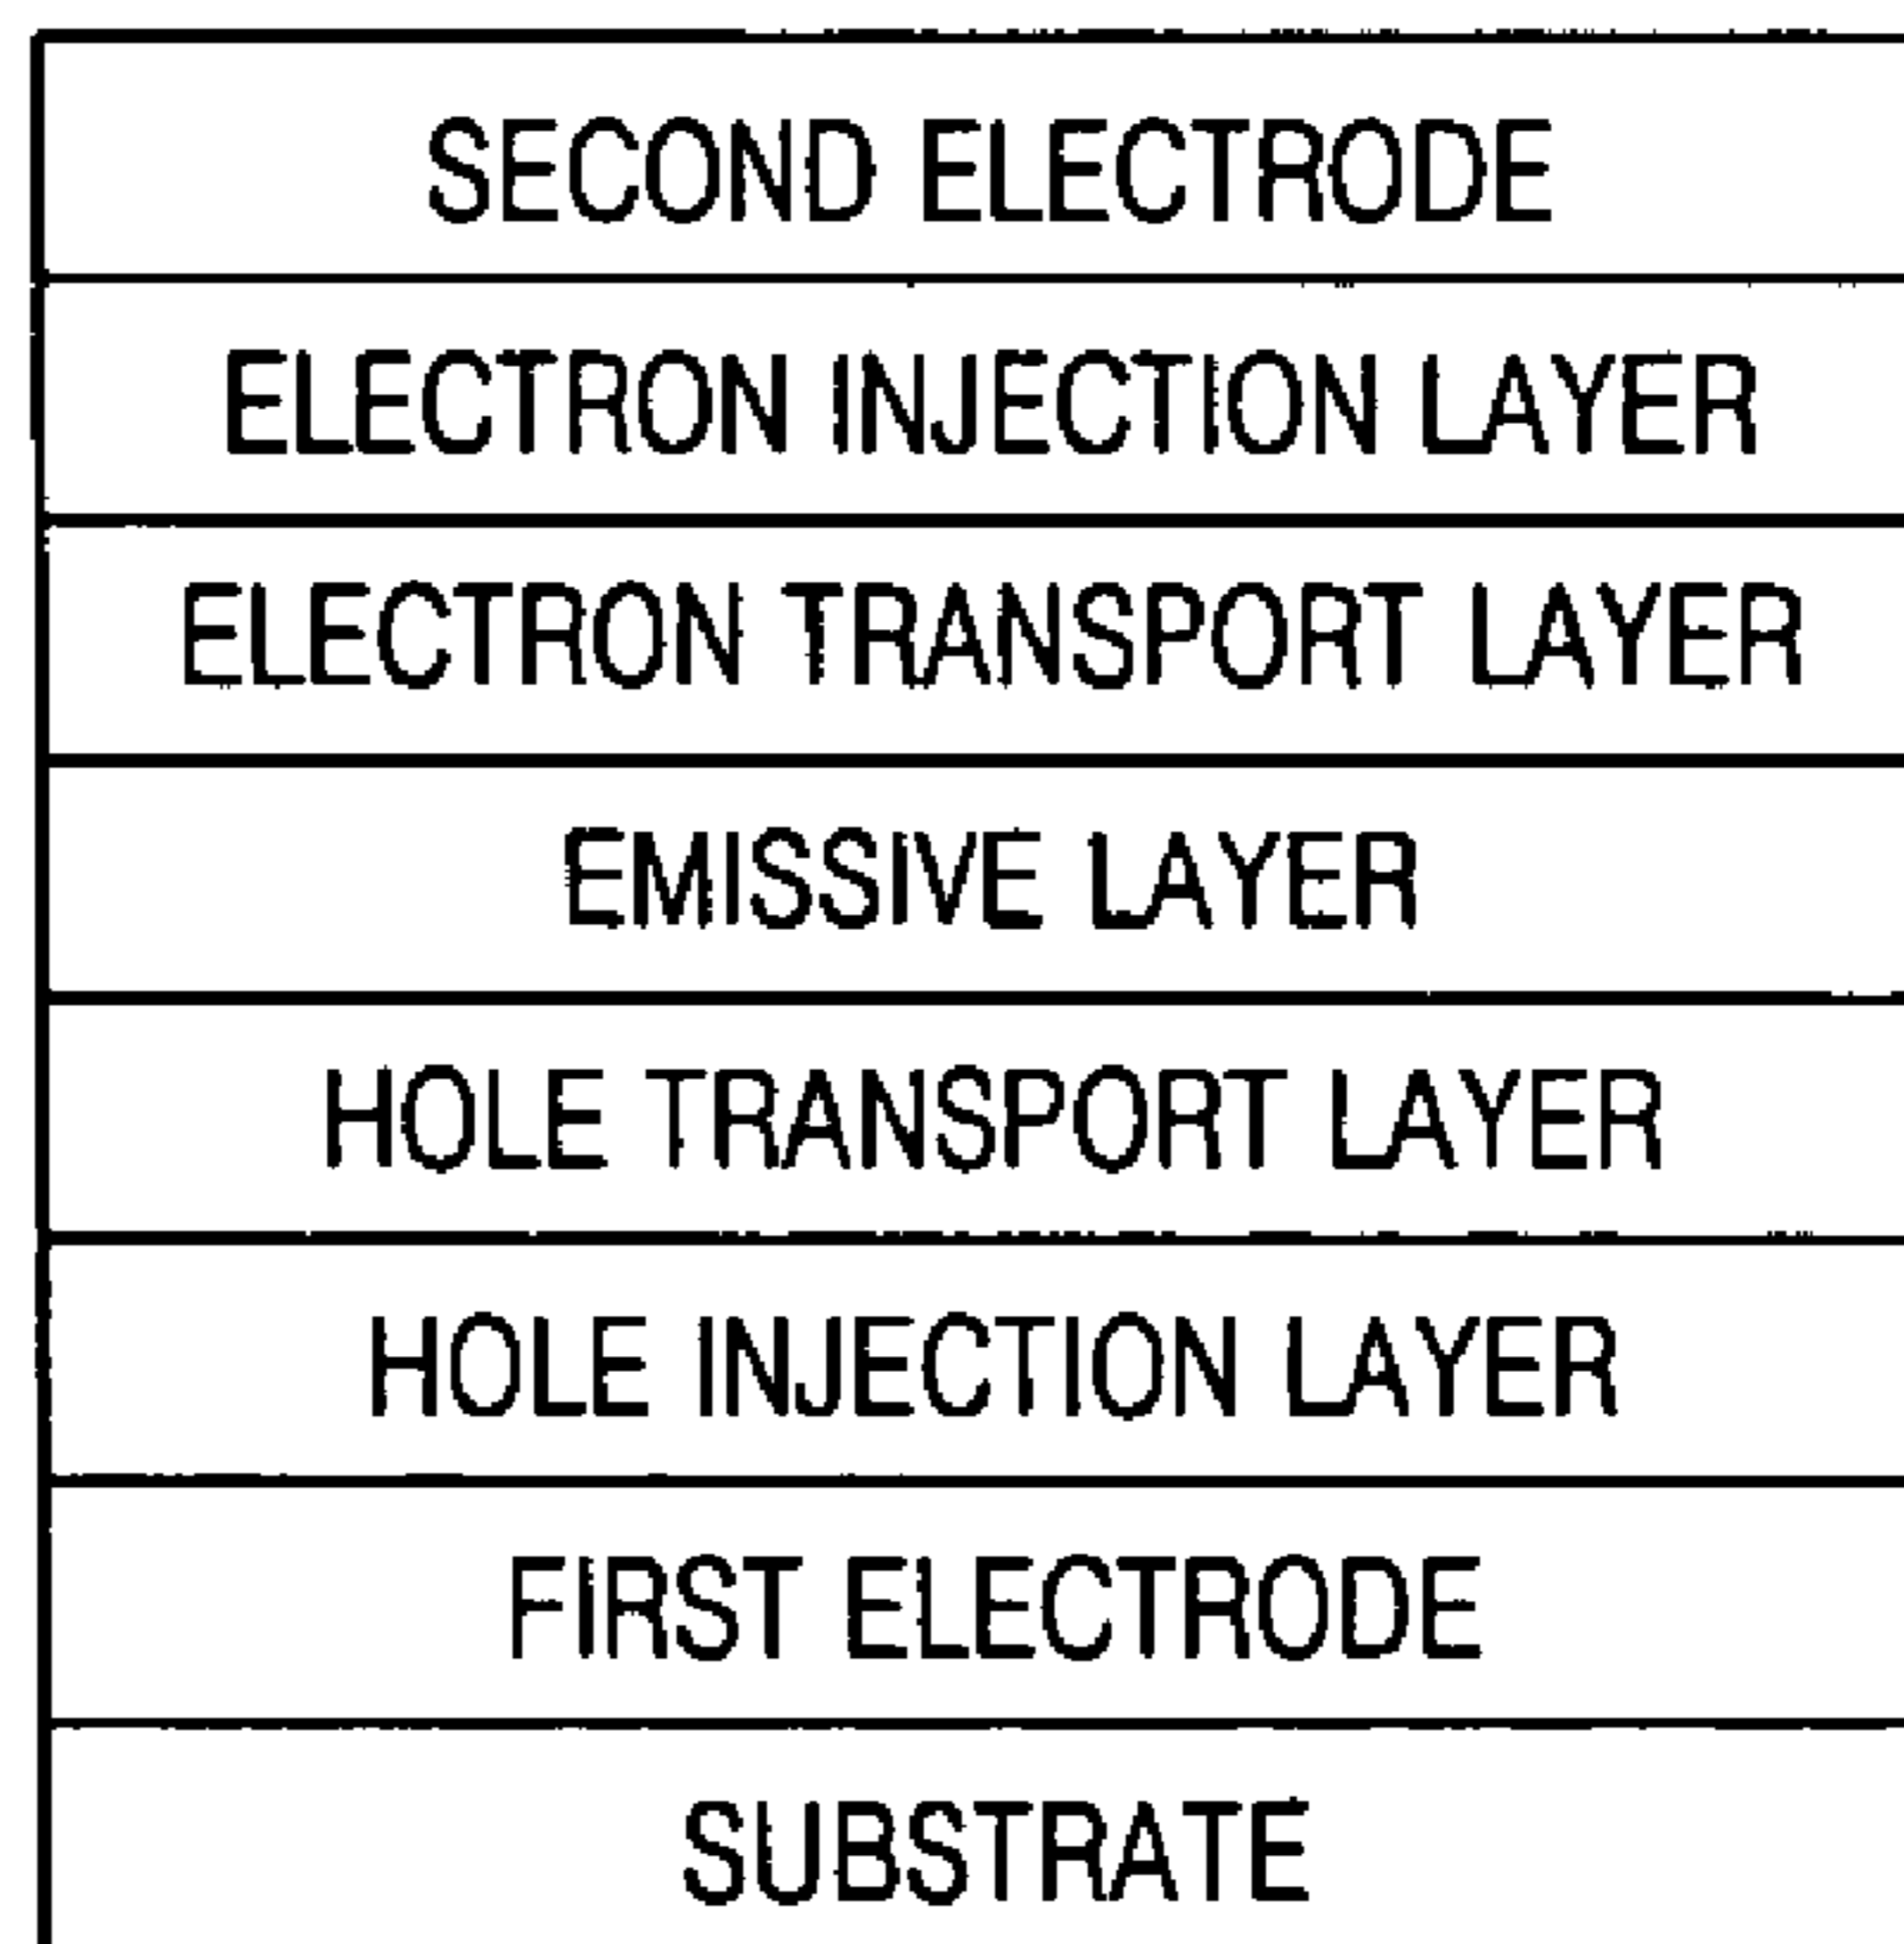 SECOND ELECTRODE
ELECTRON INJECTION LAYER
ELECTRON TRANSPORT LAYER
EMISSIVE LAYER
HOLE TRANSPORT LAYER
HOLE INJECTION LAYER
FIRST ELECTRODE
SUBSTRATE